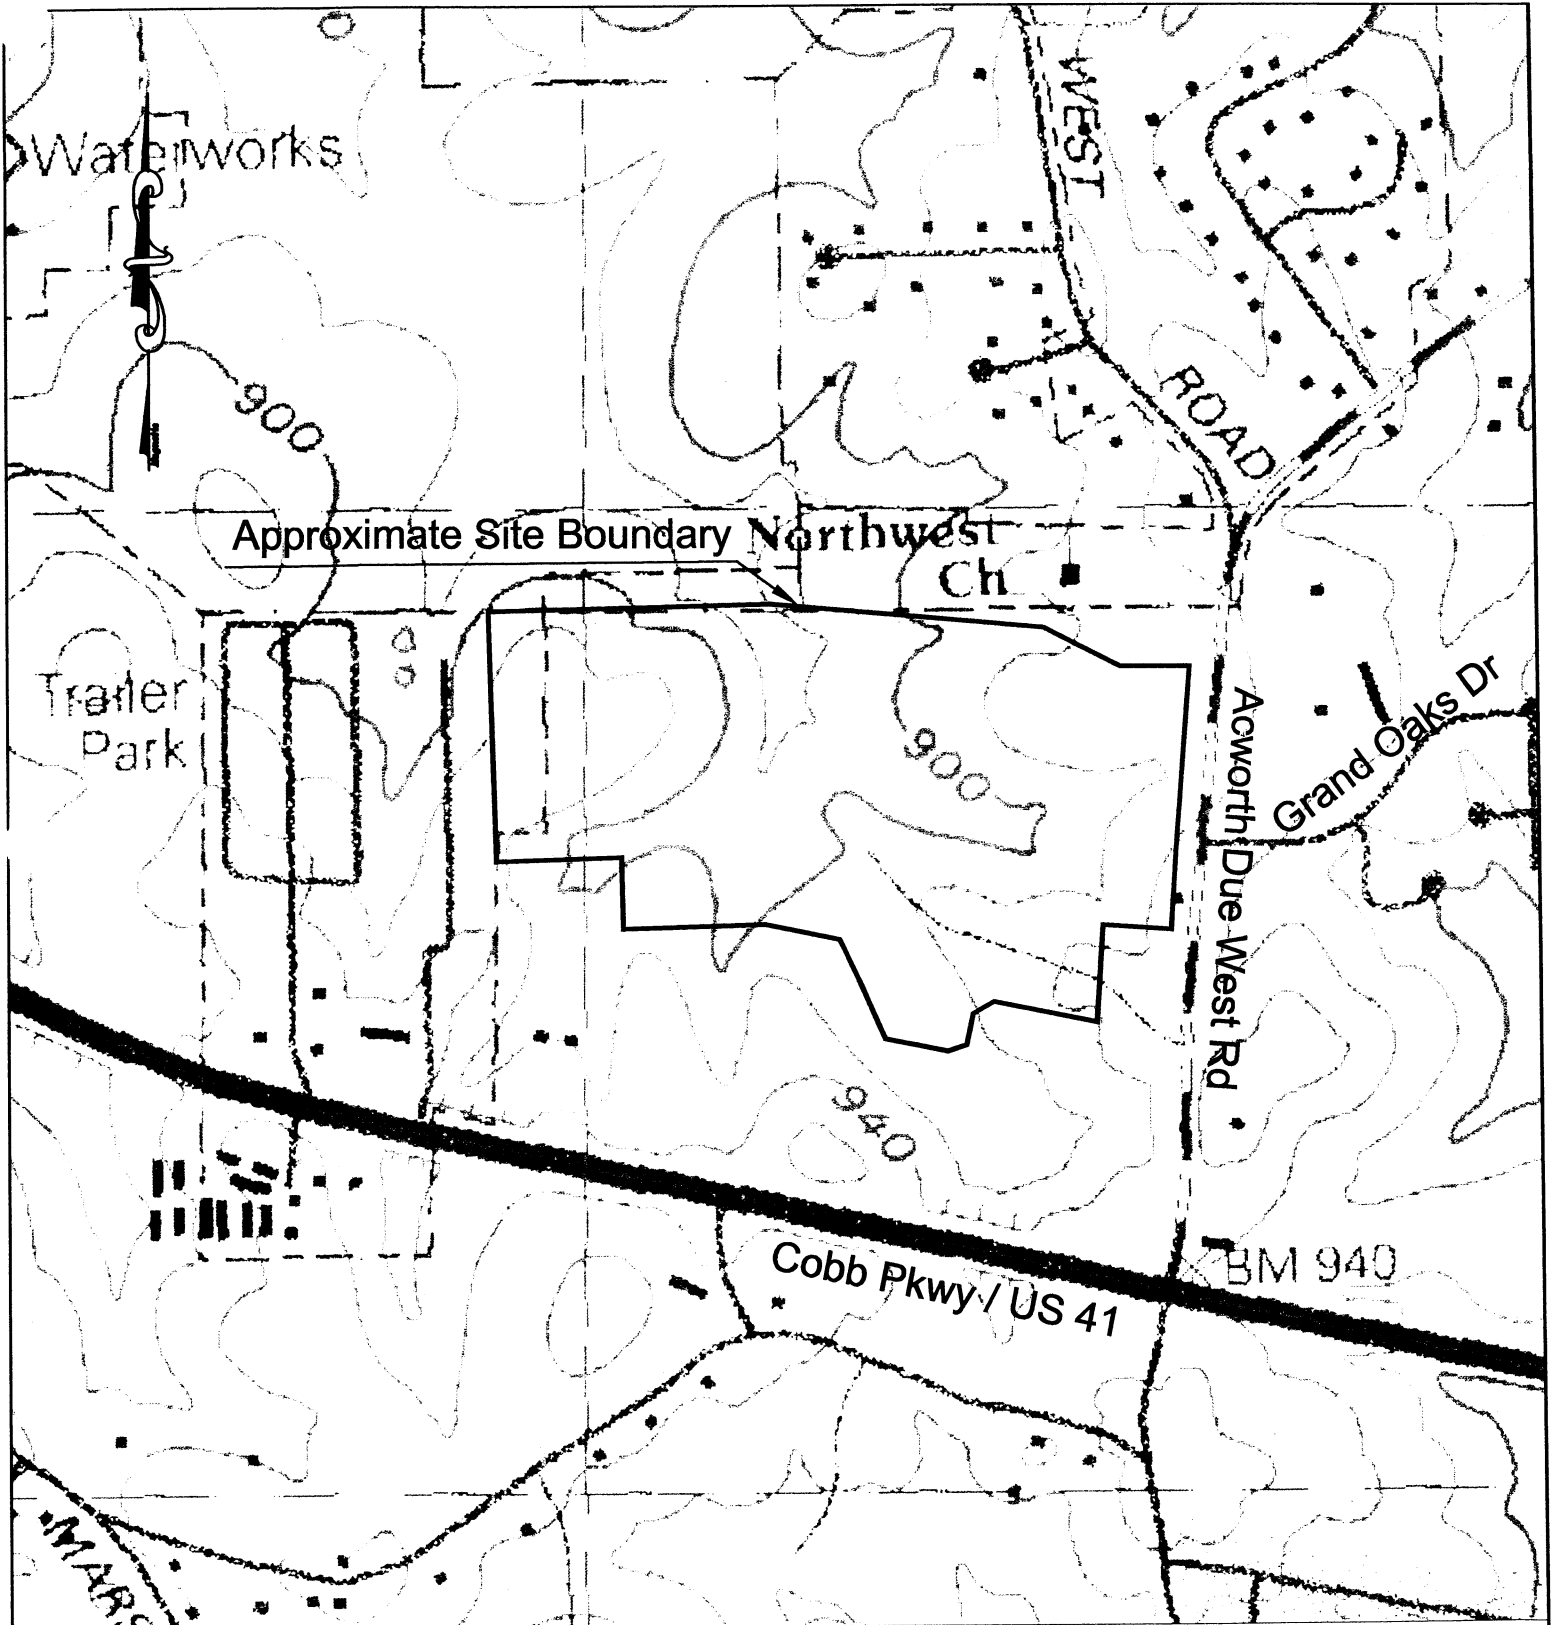 WEST
Waterworks
ROAD
900
Approximate Site Boundary
Northwest
Ch
Trailer
Park
Grand Oaks Dr
Acworth Due West Rd
900
940
BM 940
Cobb Pkwy / US 41